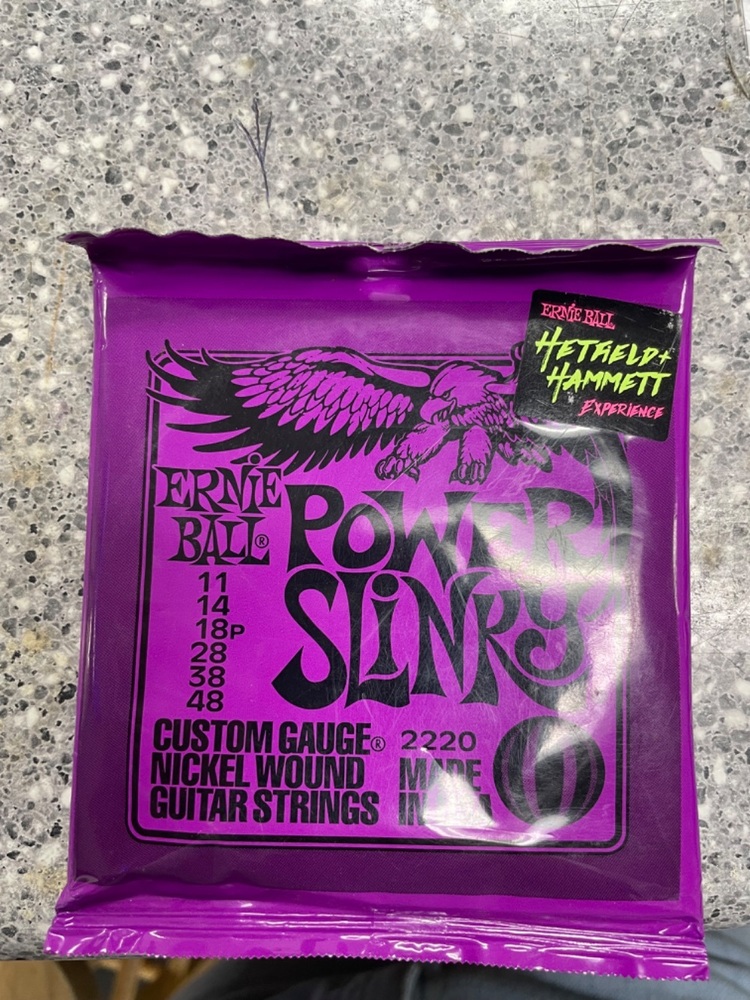 ERNIE BALL
HETFIELD+
HAMMETT
EXPERIENCE
ERNIE
BALL®
POWER
SLINKY
11
14
18P
28
38
48
CUSTOM GAUGE®
NICKEL WOUND
GUITAR STRINGS
2220
MADE
IN